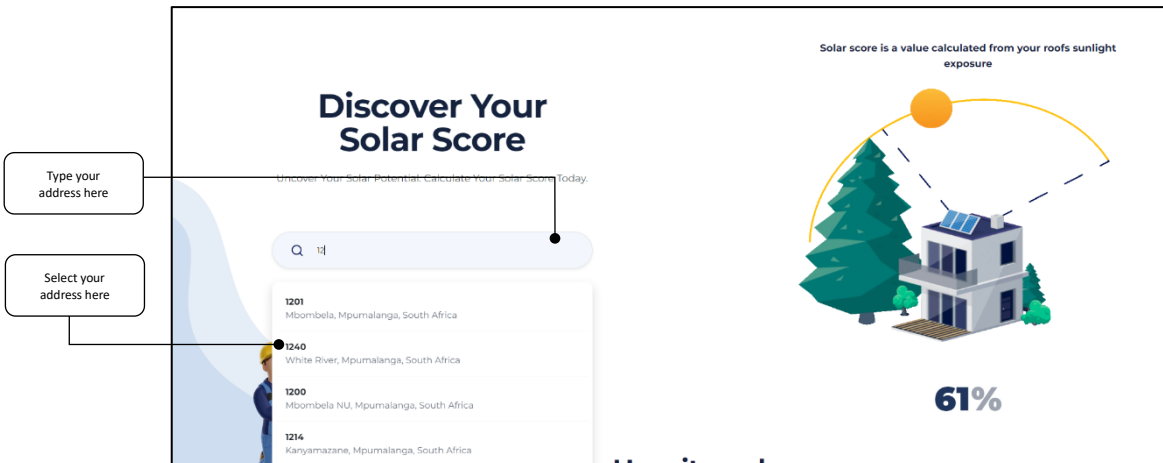 Solar score is a value calculated from your roofs sunlight
exposure
Discover Your
Solar Score
Type your
address here
Uncover Your Solar Potential. Calculate Your Solar Score Today.
12
Select your
address here
1201
Mbombela, Mpumalanga, South Africa
1240
White River, Mpumalanga, South Africa
1200
Mbombela NU, Mpumalanga, South Africa
61%
1214
Kanyamazane, Mpumalanga, South Africa